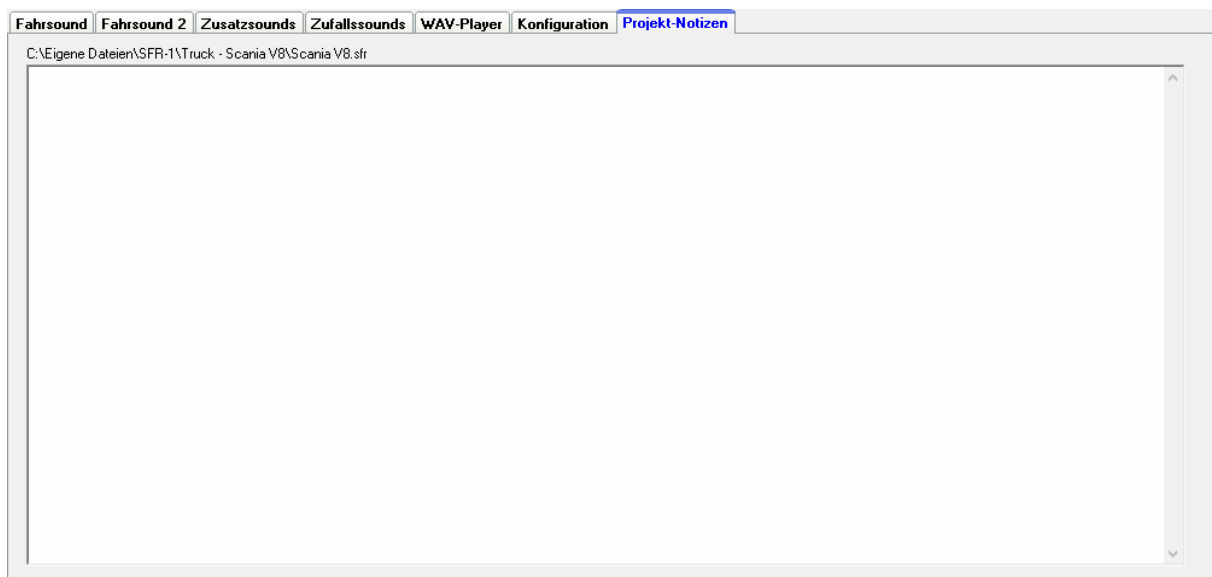 Fahrsound Fahrsound 2 Zusatzsounds Zufallssounds WAV-Player Konfiguration Projekt-Notizen
C:\Eigene Dateien\SFR-1\Truck - Scania V8\Scania V8.sfr